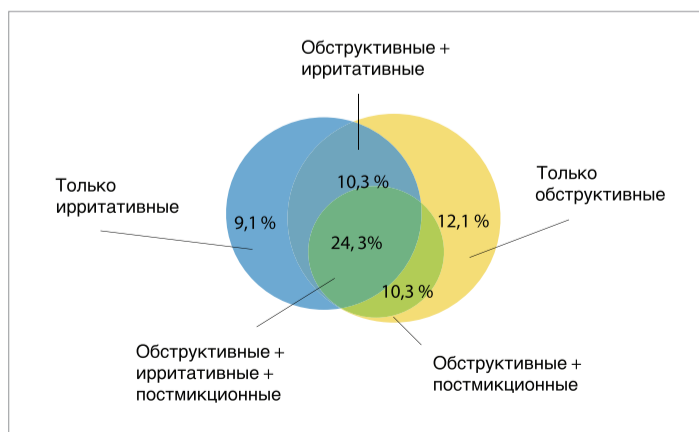 Обструктивные +
ирритативные
Только
ирритативные
Только
обструктивные
10,3 %
9,1 %
12,1 %
24,3%
10,3 %
Обструктивные +
ирритативные +
постмикционные
Обструктивные +
постмикционные